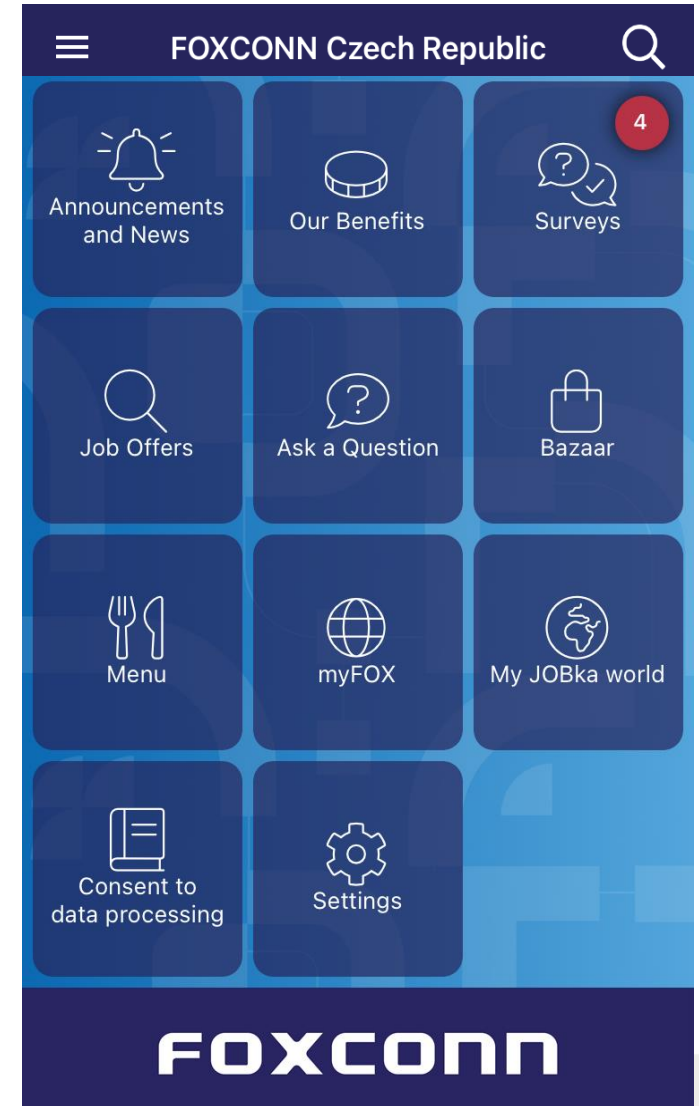 FOXCONN Czech Republic
4
Announcements
and News
Our Benefits
Surveys
Job Offers
Ask a Question
Bazaar
Menu
myFOX
My JOBka world
Consent to
data processing
Settings
FOXCONN